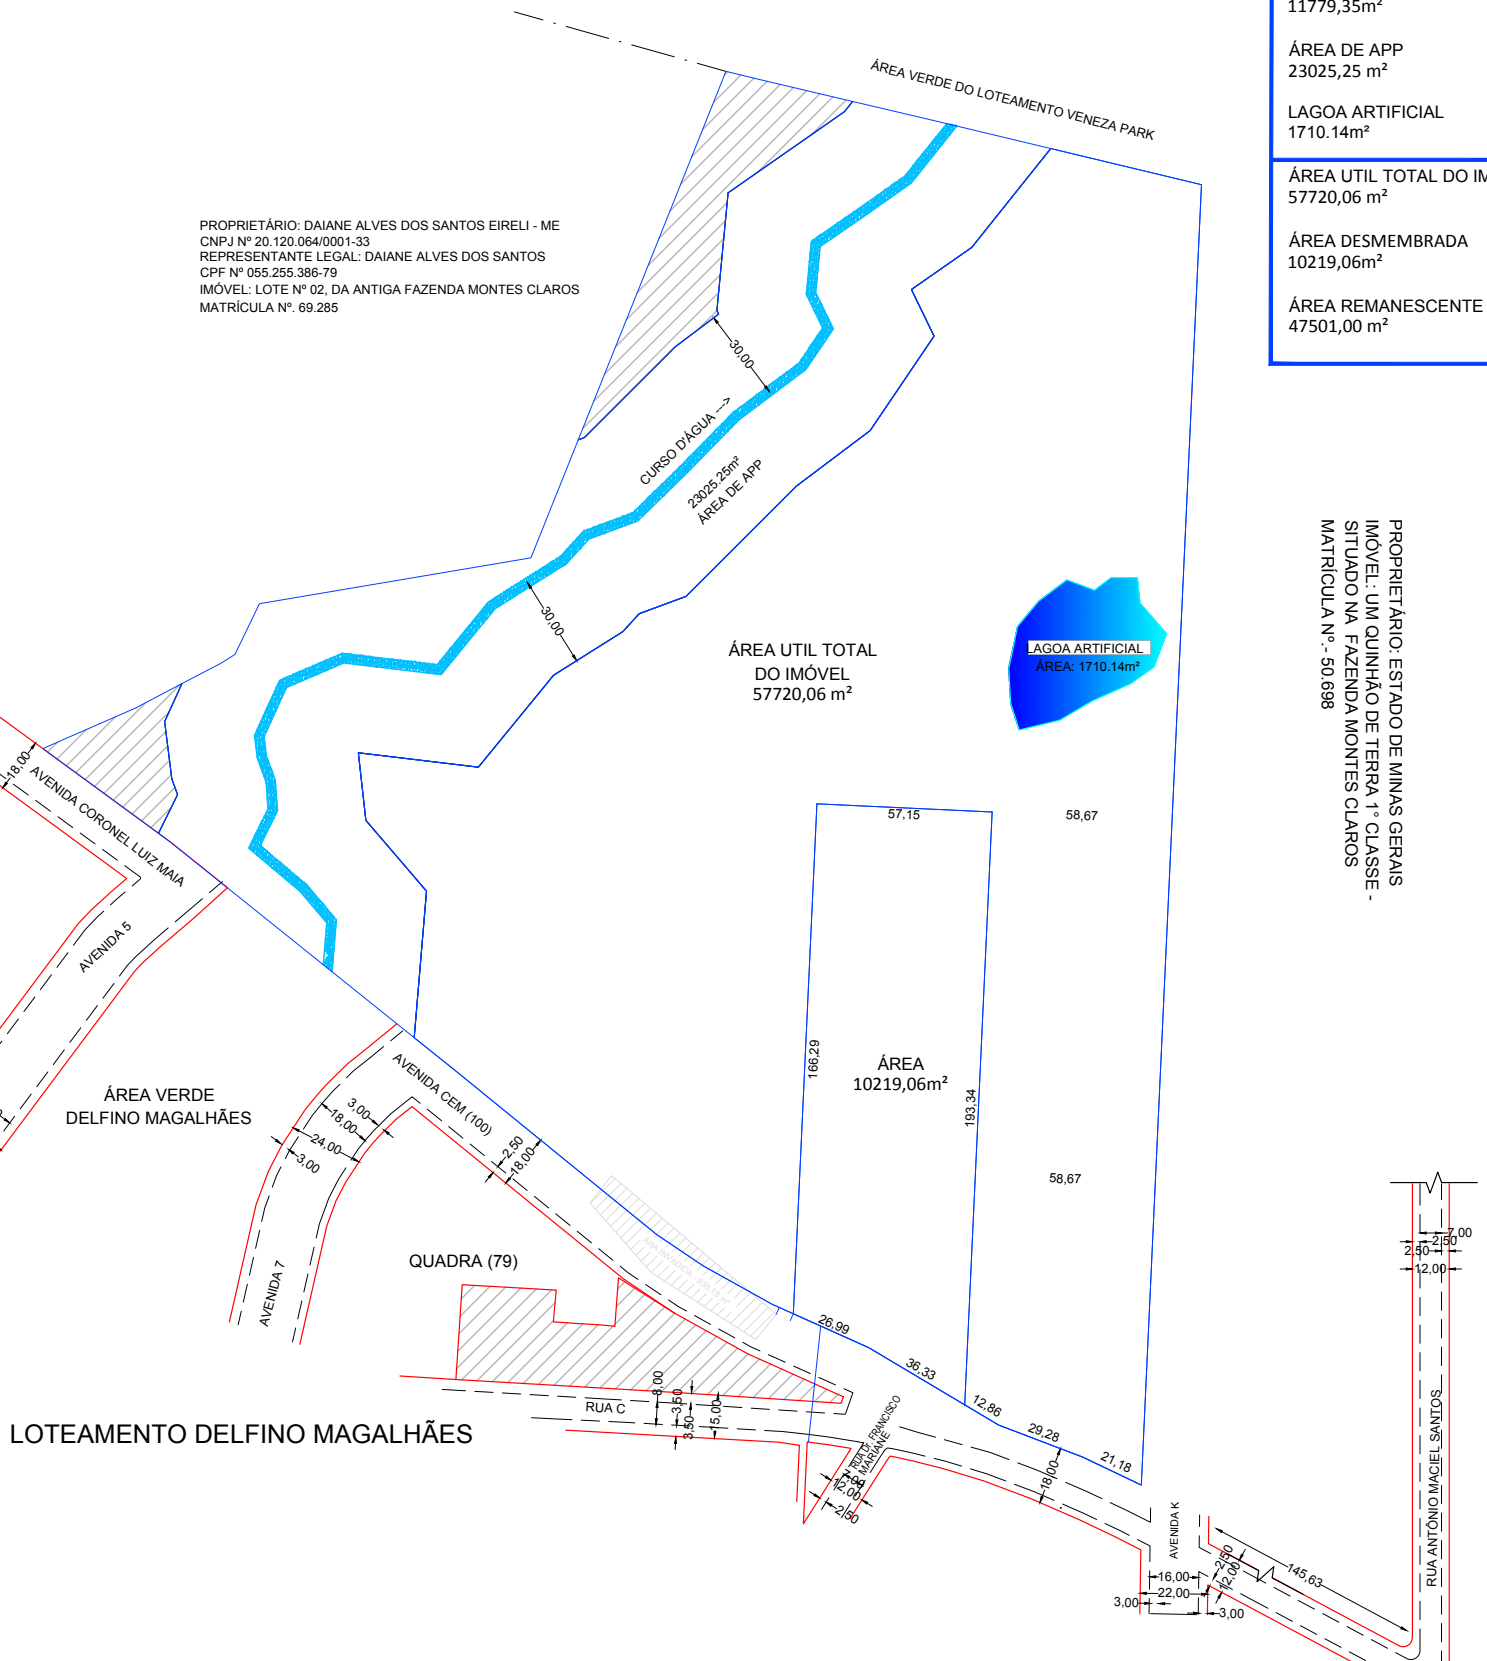 11779,35m²
ÁREA DE APP
23025,25 m²
LAGOA ARTIFICIAL
1710.14m²
ÁREA UTIL TOTAL DO IM
57720,06 m²
ÁREA DESMEMBRADA
10219,06m²
ÁREA REMANESCENTE
47501,00 m²
ÁREA VERDE DO LOTEAMENTO VENEZA PARK
PROPRIETÁRIO: DAIANE ALVES DOS SANTOS EIRELI - ME
CNPJ Nº 20.120.064/0001-33
REPRESENTANTE LEGAL: DAIANE ALVES DOS SANTOS
CPF Nº 055.255.386-79
IMÓVEL: LOTE Nº 02, DA ANTIGA FAZENDA MONTES CLAROS
MATRÍCULA Nº. 69.285
30,00
CURSO D'ÁGUA --->
23025.25m²
ÁREA DE APP
30,00
PROPRIETÁRIO: ESTADO DE MINAS GERAIS
IMÓVEL: UM QUINHÃO DE TERRA 1° CLASSE -
SITUADO NA FAZENDA MONTES CLAROS
MATRÍCULA Nº.- 50.698
ÁREA UTIL TOTAL
DO IMÓVEL
57720,06 m²
LAGOA ARTIFICIAL
ÁREA: 1710.14m²
18,00
AVENIDA CORONEL LUIZ MAIA
AVENIDA 5
57,15
58,67
166,29
ÁREA
10219,06m²
193,34
58,67
ÁREA VERDE
DELFINO MAGALHÃES
AVENIDA CEM (100)
3,00
18,00
24,00
3,00
2,50
18,00
AVENIDA 7
QUADRA (79)
26,99
36,33
12,86
29,28
21,18
18,00
RUA C
8,00
3,50
3,50
15,00
LOTEAMENTO DELFINO MAGALHÃES
RUA Dr. FRANCISCO
MARIANE
12,00
2,50
AVENIDA K
16,00
22,00
3,00
3,00
2,50
12,00
145,63
7,00
2,50
2,50
12,00
RUA ANTÔNIO MACIEL SANTOS